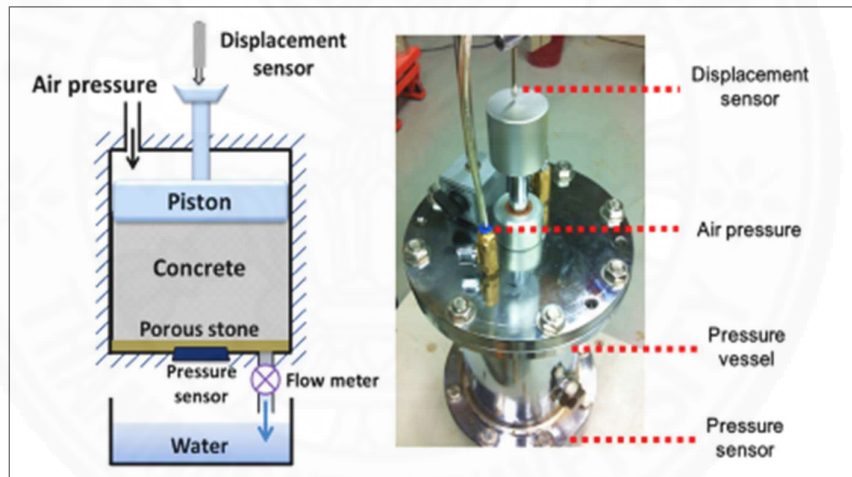 Displacement
sensor
Air pressure
Piston
Concrete
Porous stone
Pressure
sensor
Flow meter
Water
Displacement
sensor
Air pressure
Pressure
vessel
Pressure
sensor